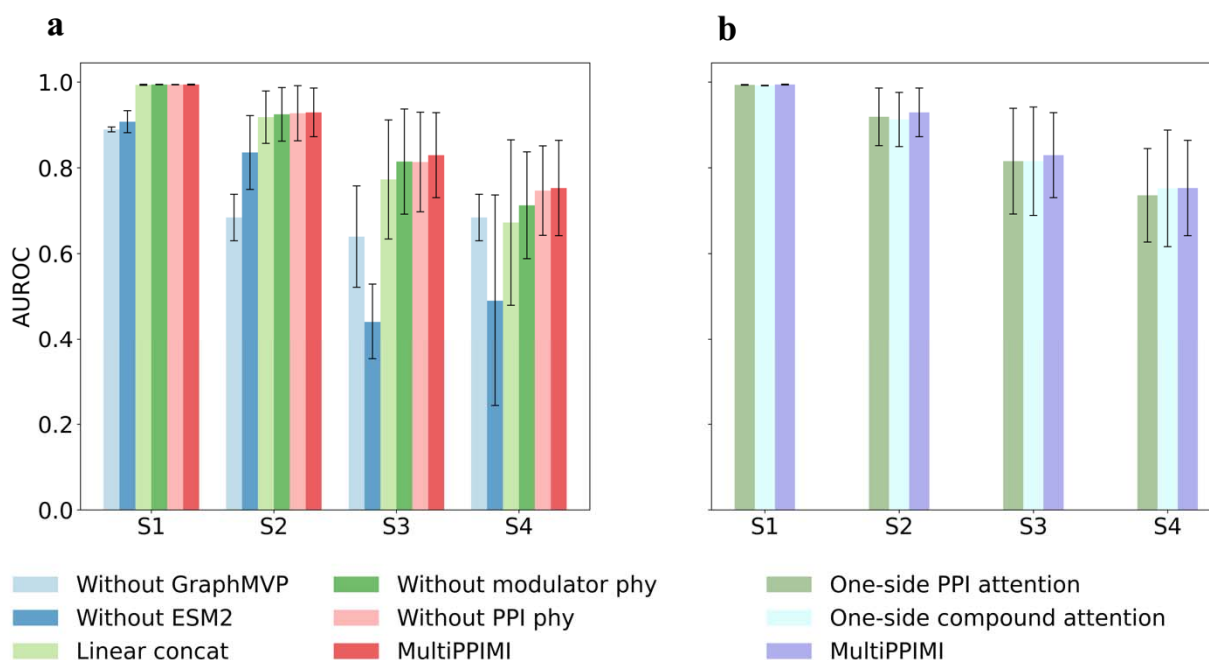 a
b
1.0
0.8
0.6
0.4
0.2
0.0
AUROC
S1 S2 S3 S4
S1 S2 S3 S4
Without GraphMVP
Without ESM2
Linear concat
Without modulator phy
Without PPI phy
MultiPPIMI
One-side PPI attention
One-side compound attention
MultiPPIMI